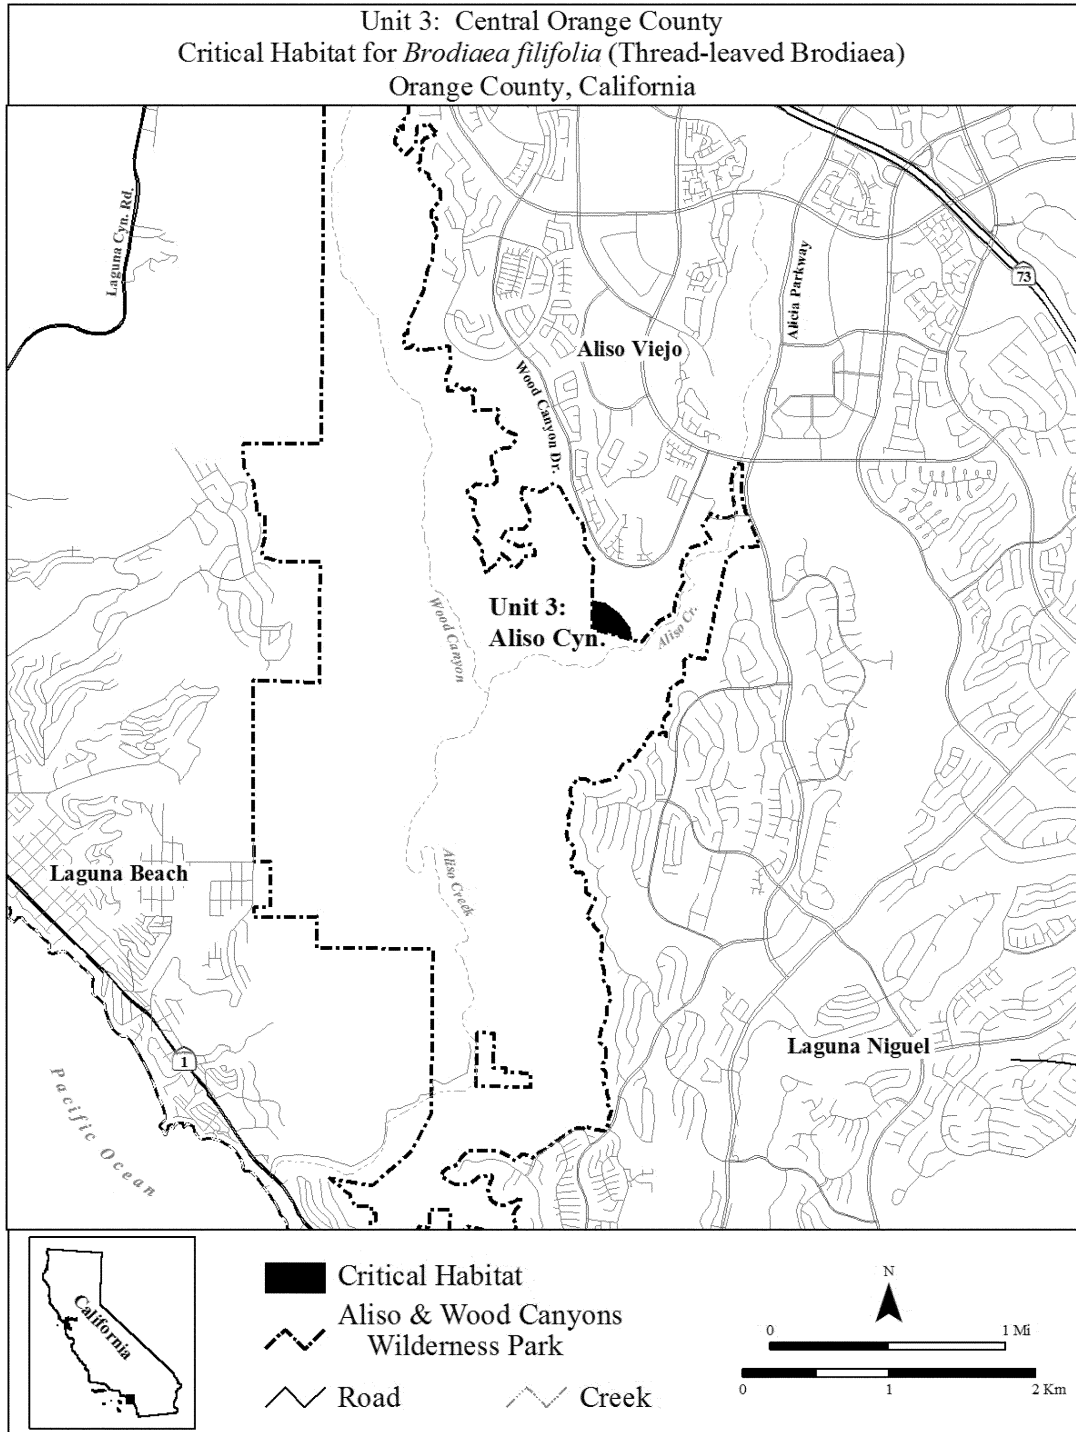 Unit 3: Central Orange County
Critical Habitat for Brodiaea filifolia (Thread-leaved Brodiaea)
Orange County, California
Laguna Cyn. Rd.
73
Alicia Parkway
Aliso Viejo
Wood Canyon Dr.
Unit 3:
Aliso Cyn.
Aliso Cr.
Wood Canyon
Aliso Creek
Laguna Beach
Laguna Niguel
1
Pacific Ocean
California
Critical Habitat
Aliso & Wood Canyons
Wilderness Park
Road
Creek
N
0 1 Mi
0 1 2 Km